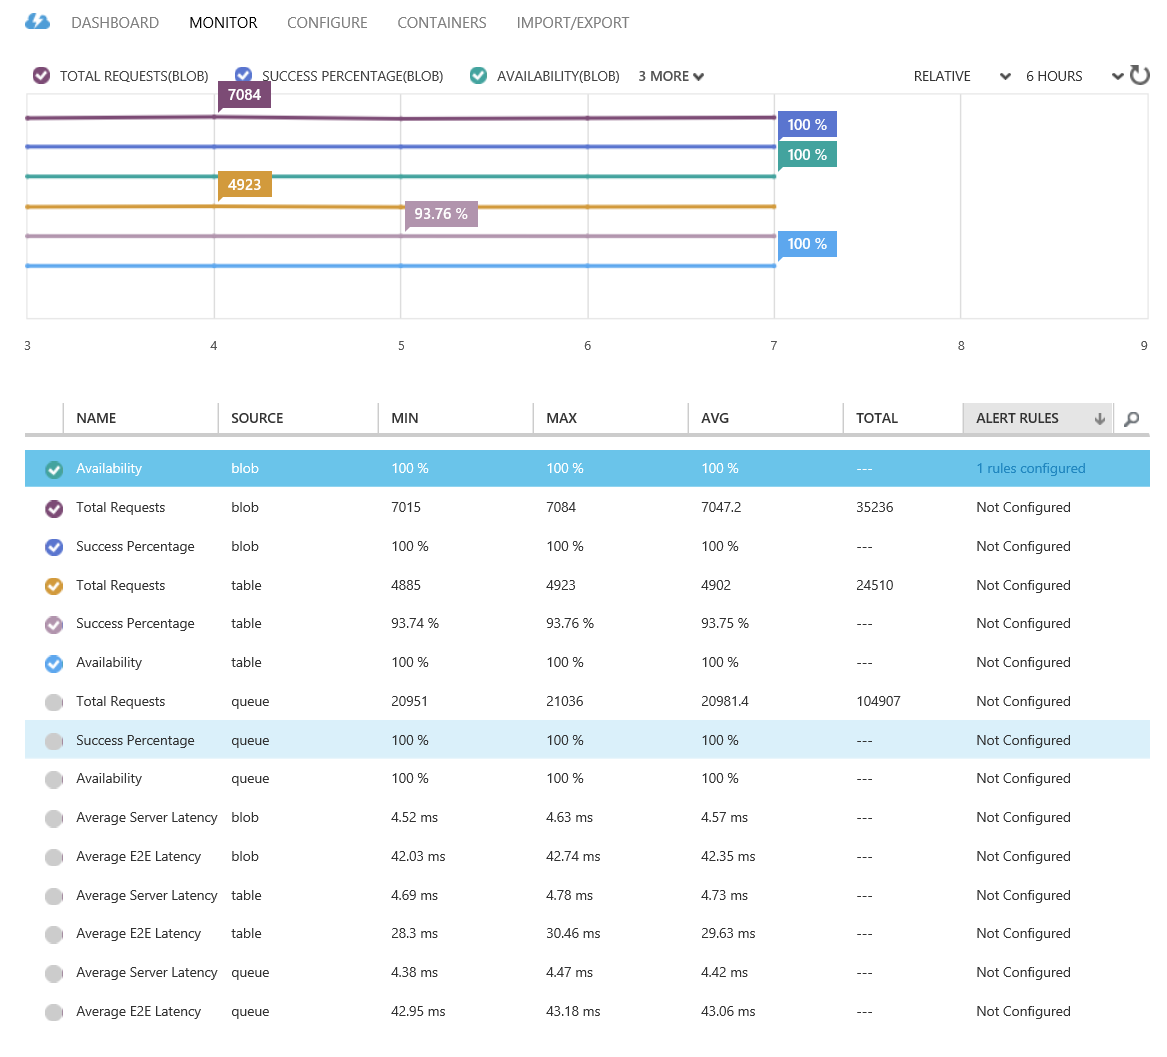 DASHBOARD MONITOR CONFIGURE CONTAINERS IMPORT/EXPORT
TOTAL REQUESTS(BLOB) SUCCESS PERCENTAGE(BLOB) AVAILABILITY(BLOB) 3 MORE RELATIVE 6 HOURS
7084
100 %
100 %
4923
93.76 %
100 %
3 4 5 6 7 8 9
NAME SOURCE MIN MAX AVG TOTAL ALERT RULES
Availability blob 100 % 100 % 100 % --- 1 rules configured
Total Requests blob 7015 7084 7047.2 35236 Not Configured
Success Percentage blob 100 % 100 % 100 % --- Not Configured
Total Requests table 4885 4923 4902 24510 Not Configured
Success Percentage table 93.74 % 93.76 % 93.75 % --- Not Configured
Availability table 100 % 100 % 100 % --- Not Configured
Total Requests queue 20951 21036 20981.4 104907 Not Configured
Success Percentage queue 100 % 100 % 100 % --- Not Configured
Availability queue 100 % 100 % 100 % --- Not Configured
Average Server Latency blob 4.52 ms 4.63 ms 4.57 ms --- Not Configured
Average E2E Latency blob 42.03 ms 42.74 ms 42.35 ms --- Not Configured
Average Server Latency table 4.69 ms 4.78 ms 4.73 ms --- Not Configured
Average E2E Latency table 28.3 ms 30.46 ms 29.63 ms --- Not Configured
Average Server Latency queue 4.38 ms 4.47 ms 4.42 ms --- Not Configured
Average E2E Latency queue 42.95 ms 43.18 ms 43.06 ms --- Not Configured